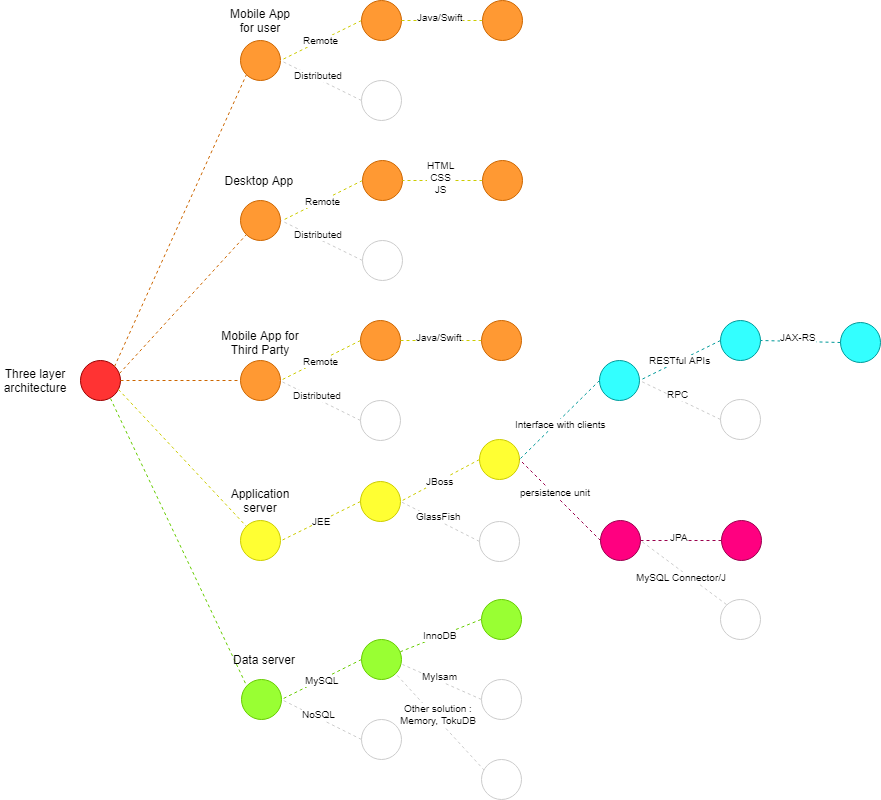 Mobile App
for user
Remote
Java/Swift
Distributed
Desktop App
Remote
HTML
CSS
JS
Distributed
Three layer
architecture
Mobile App for
Third Party
Remote
Java/Swift
Distributed
Application
server
JEE
JBoss
GlassFish
Interface with clients
RESTful APIs
JAX-RS
RPC
persistence unit
JPA
MySQL Connector/J
Data server
MySQL
NoSQL
InnoDB
MyIsam
Other solution :
Memory, TokuDB